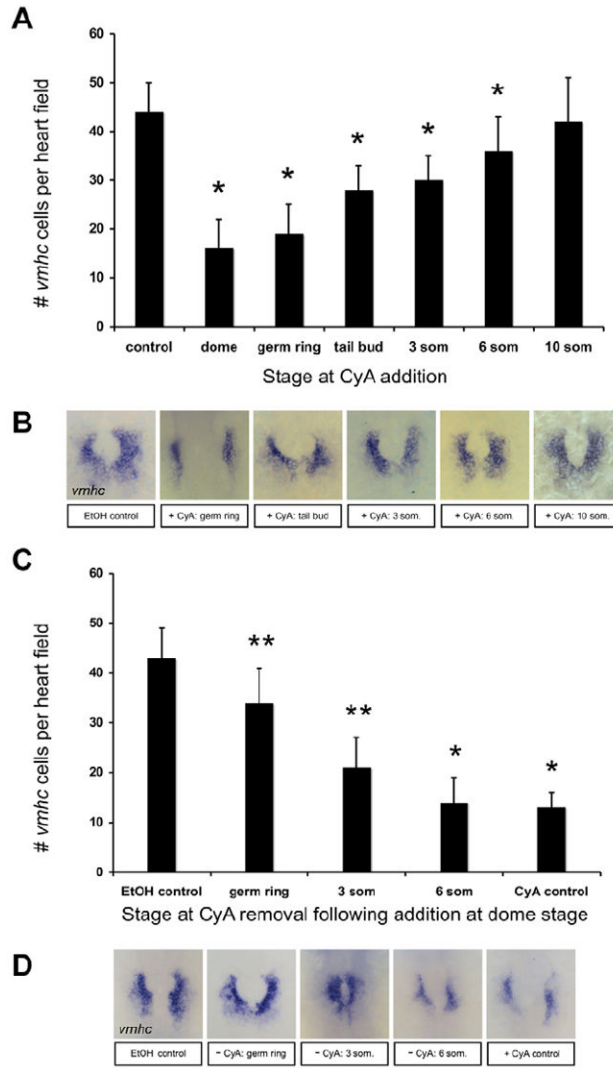 A
# vmhc cells per heart field
60
50
40
30
20
10
0
*
*
*
*
*
control dome germ ring tail bud 3 som 6 som 10 som
Stage at CyA addition
B
vmhc
EtOH control + CyA: germ ring + CyA: tail bud + CyA: 3 som. + CyA: 6 som. + CyA: 10 som.
C
# vmhc cells per heart field
60
50
40
30
20
10
0
**
**
*
*
EtOH control germ ring 3 som 6 som CyA control
Stage at CyA removal following addition at dome stage
D
vmhc
EtOH control − CyA: germ ring − CyA: 3 som. − CyA: 6 som. + CyA control